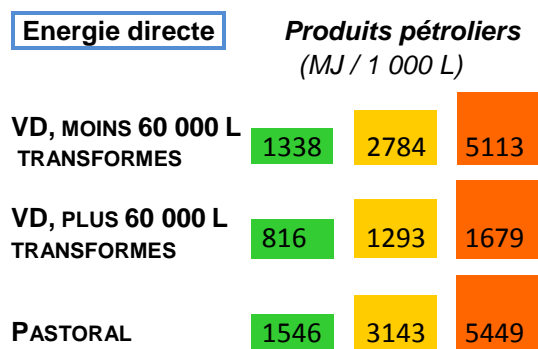 Energie directe Produits pétroliers
(MJ / 1 000 L)
VD, MOINS 60 000 L
TRANSFORMES 1338 2784 5113
VD, PLUS 60 000 L
TRANSFORMES 816 1293 1679
PASTORAL 1546 3143 5449